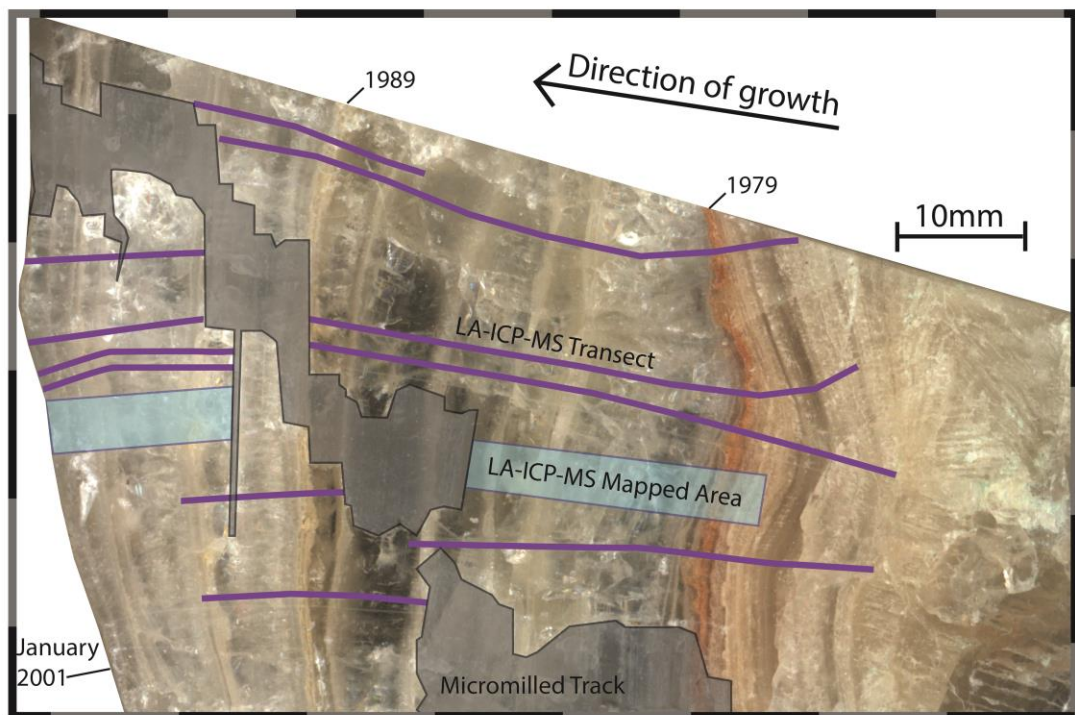 1989
Direction of growth
1979
10mm
LA-ICP-MS Transect
LA-ICP-MS Mapped Area
January
2001
Micromilled Track